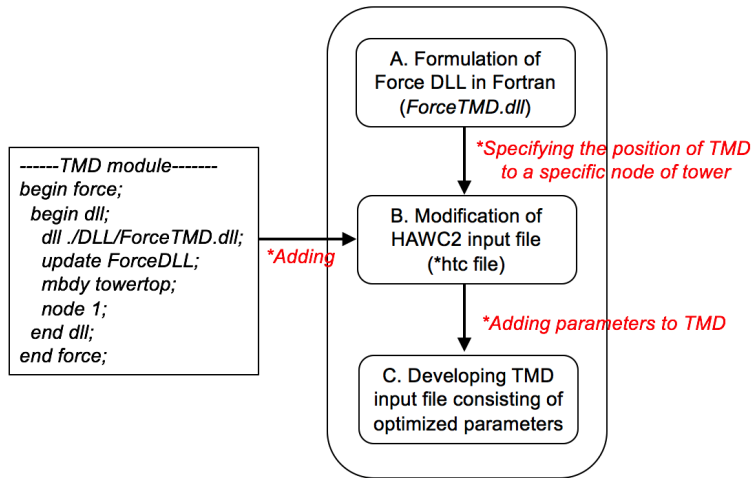 A. Formulation of
Force DLL in Fortran
(ForceTMD.dll)
*Specifying the position of TMD
to a specific node of tower
------TMD module-------
begin force;
begin dll;
dll ./DLL/ForceTMD.dll;
update ForceDLL;
mbdy towertop;
node 1;
end dll;
end force;
*Adding
B. Modification of
HAWC2 input file
(*htc file)
*Adding parameters to TMD
C. Developing TMD
input file consisting of
optimized parameters